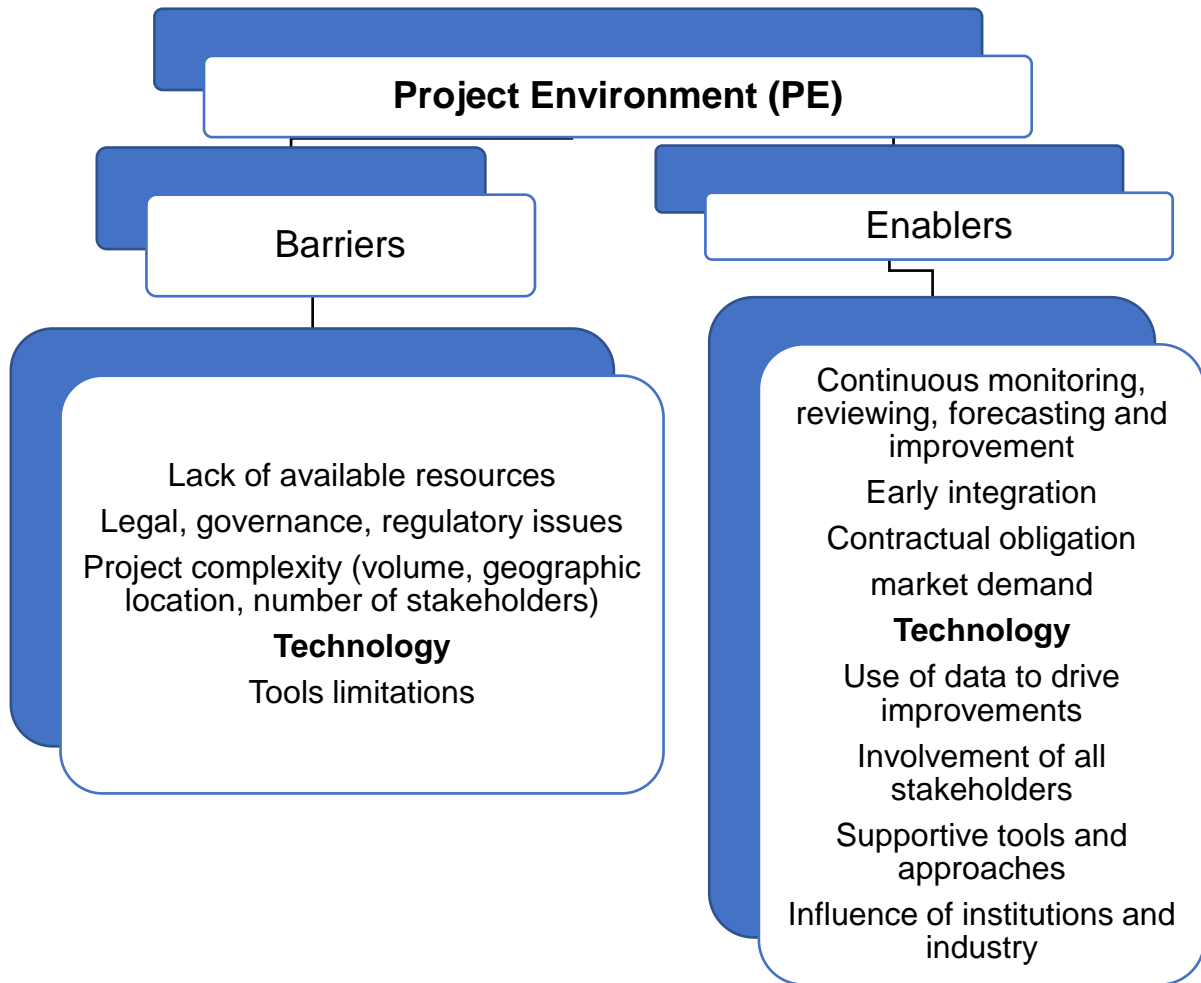 Project Environment (PE)
Barriers
Lack of available resources
Legal, governance, regulatory issues
Project complexity (volume, geographic
location, number of stakeholders)
Technology
Tools limitations
Enablers
Continuous monitoring,
reviewing, forecasting and
improvement
Early integration
Contractual obligation
market demand
Technology
Use of data to drive
improvements
Involvement of all
stakeholders
Supportive tools and
approaches
Influence of institutions and
industry